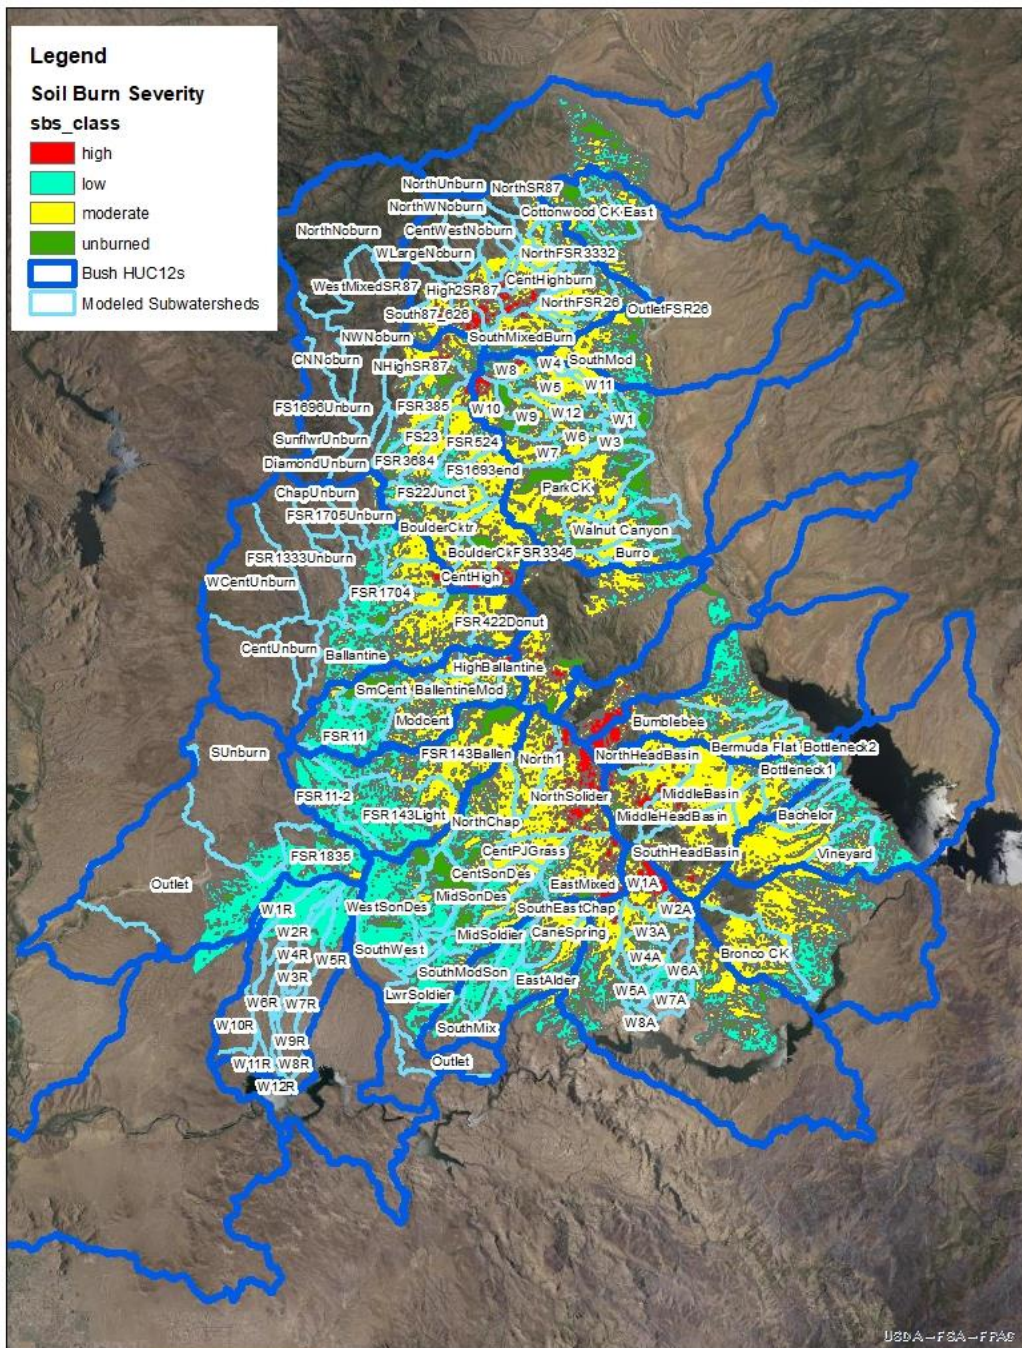 Legend
Soil Burn Severity
sbs_class
high
low
moderate
unburned
Bush HUC12s
Modeled Subwatersheds
NorthUnburn
NorthSR87
NorthWNoburn
Cottonwood CK East
NorthNoburn
CentWestNoburn
WLargeNoburn
NorthFSR3332
CentHighburn
WestMixedSR87
High2SR87
NorthFSR26
OutletFSR26
South87_626
NWNoburn
SouthMixedBurn
CNNoburn
NHighSR87
W8
W4
SouthMod
W5
W11
FS1696Unburn
FSR385
W10
W9
W12
W1
SunflwrUnburn
FS23
FSR524
W6
W3
W7
DiamondUnburn
FSR3684
FS1693end
ChapUnburn
FS22Junct
ParkCK
FSR1705Unburn
BoulderCktr
Walnut Canyon
FSR1333Unburn
BoulderCkFSR3345
Burro
WCentUnburn
CentHigh
FSR1704
FSR422Donut
CentUnburn
Ballantine
HighBallantine
SmCent
BallentineMod
Modcent
Bumblebee
FSR11
SUnburn
FSR143Ballen
North1
NorthHeadBasin
Bermuda Flat
Bottleneck2
Bottleneck1
FSR11-2
NorthSolider
MiddleBasin
FSR143Light
NorthChap
MiddleHeadBasin
Bachelor
FSR1835
CentPJGrass
SouthHeadBasin
Vineyard
Outlet
CentSonDes
MidSonDes
EastMixed
W1A
W1R
WestSonDes
SouthEastChap
W2A
W2R
MidSoldier
CaneSpring
W3A
W4R
W5R
SouthWest
W4A
Bronco CK
W3R
SouthModSon
EastAlder
W6A
W6R
W7R
LwrSoldier
W5A
W7A
W10R
SouthMix
W8A
W9R
W11R
W8R
Outlet
W12R
USDA-FSA-FPAC